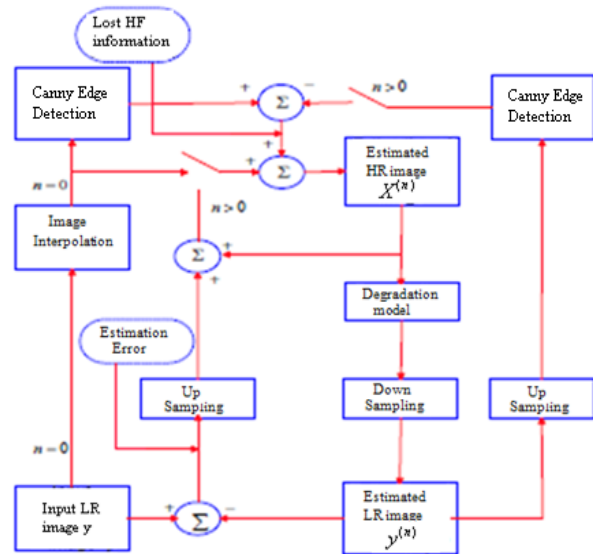 Lost HF
information
Canny Edge
Detection
+
Σ
−
n>0
Canny Edge
Detection
+
n=0
+
Σ
Estimated
HR image
X^(n)
Image
Interpolation
n>0
Σ
+
+
Degradation
model
Estimation
Error
Up
Sampling
Down
Sampling
Up
Sampling
n=0
Input LR
image y
+
Σ
−
Estimated
LR image
y^(n)